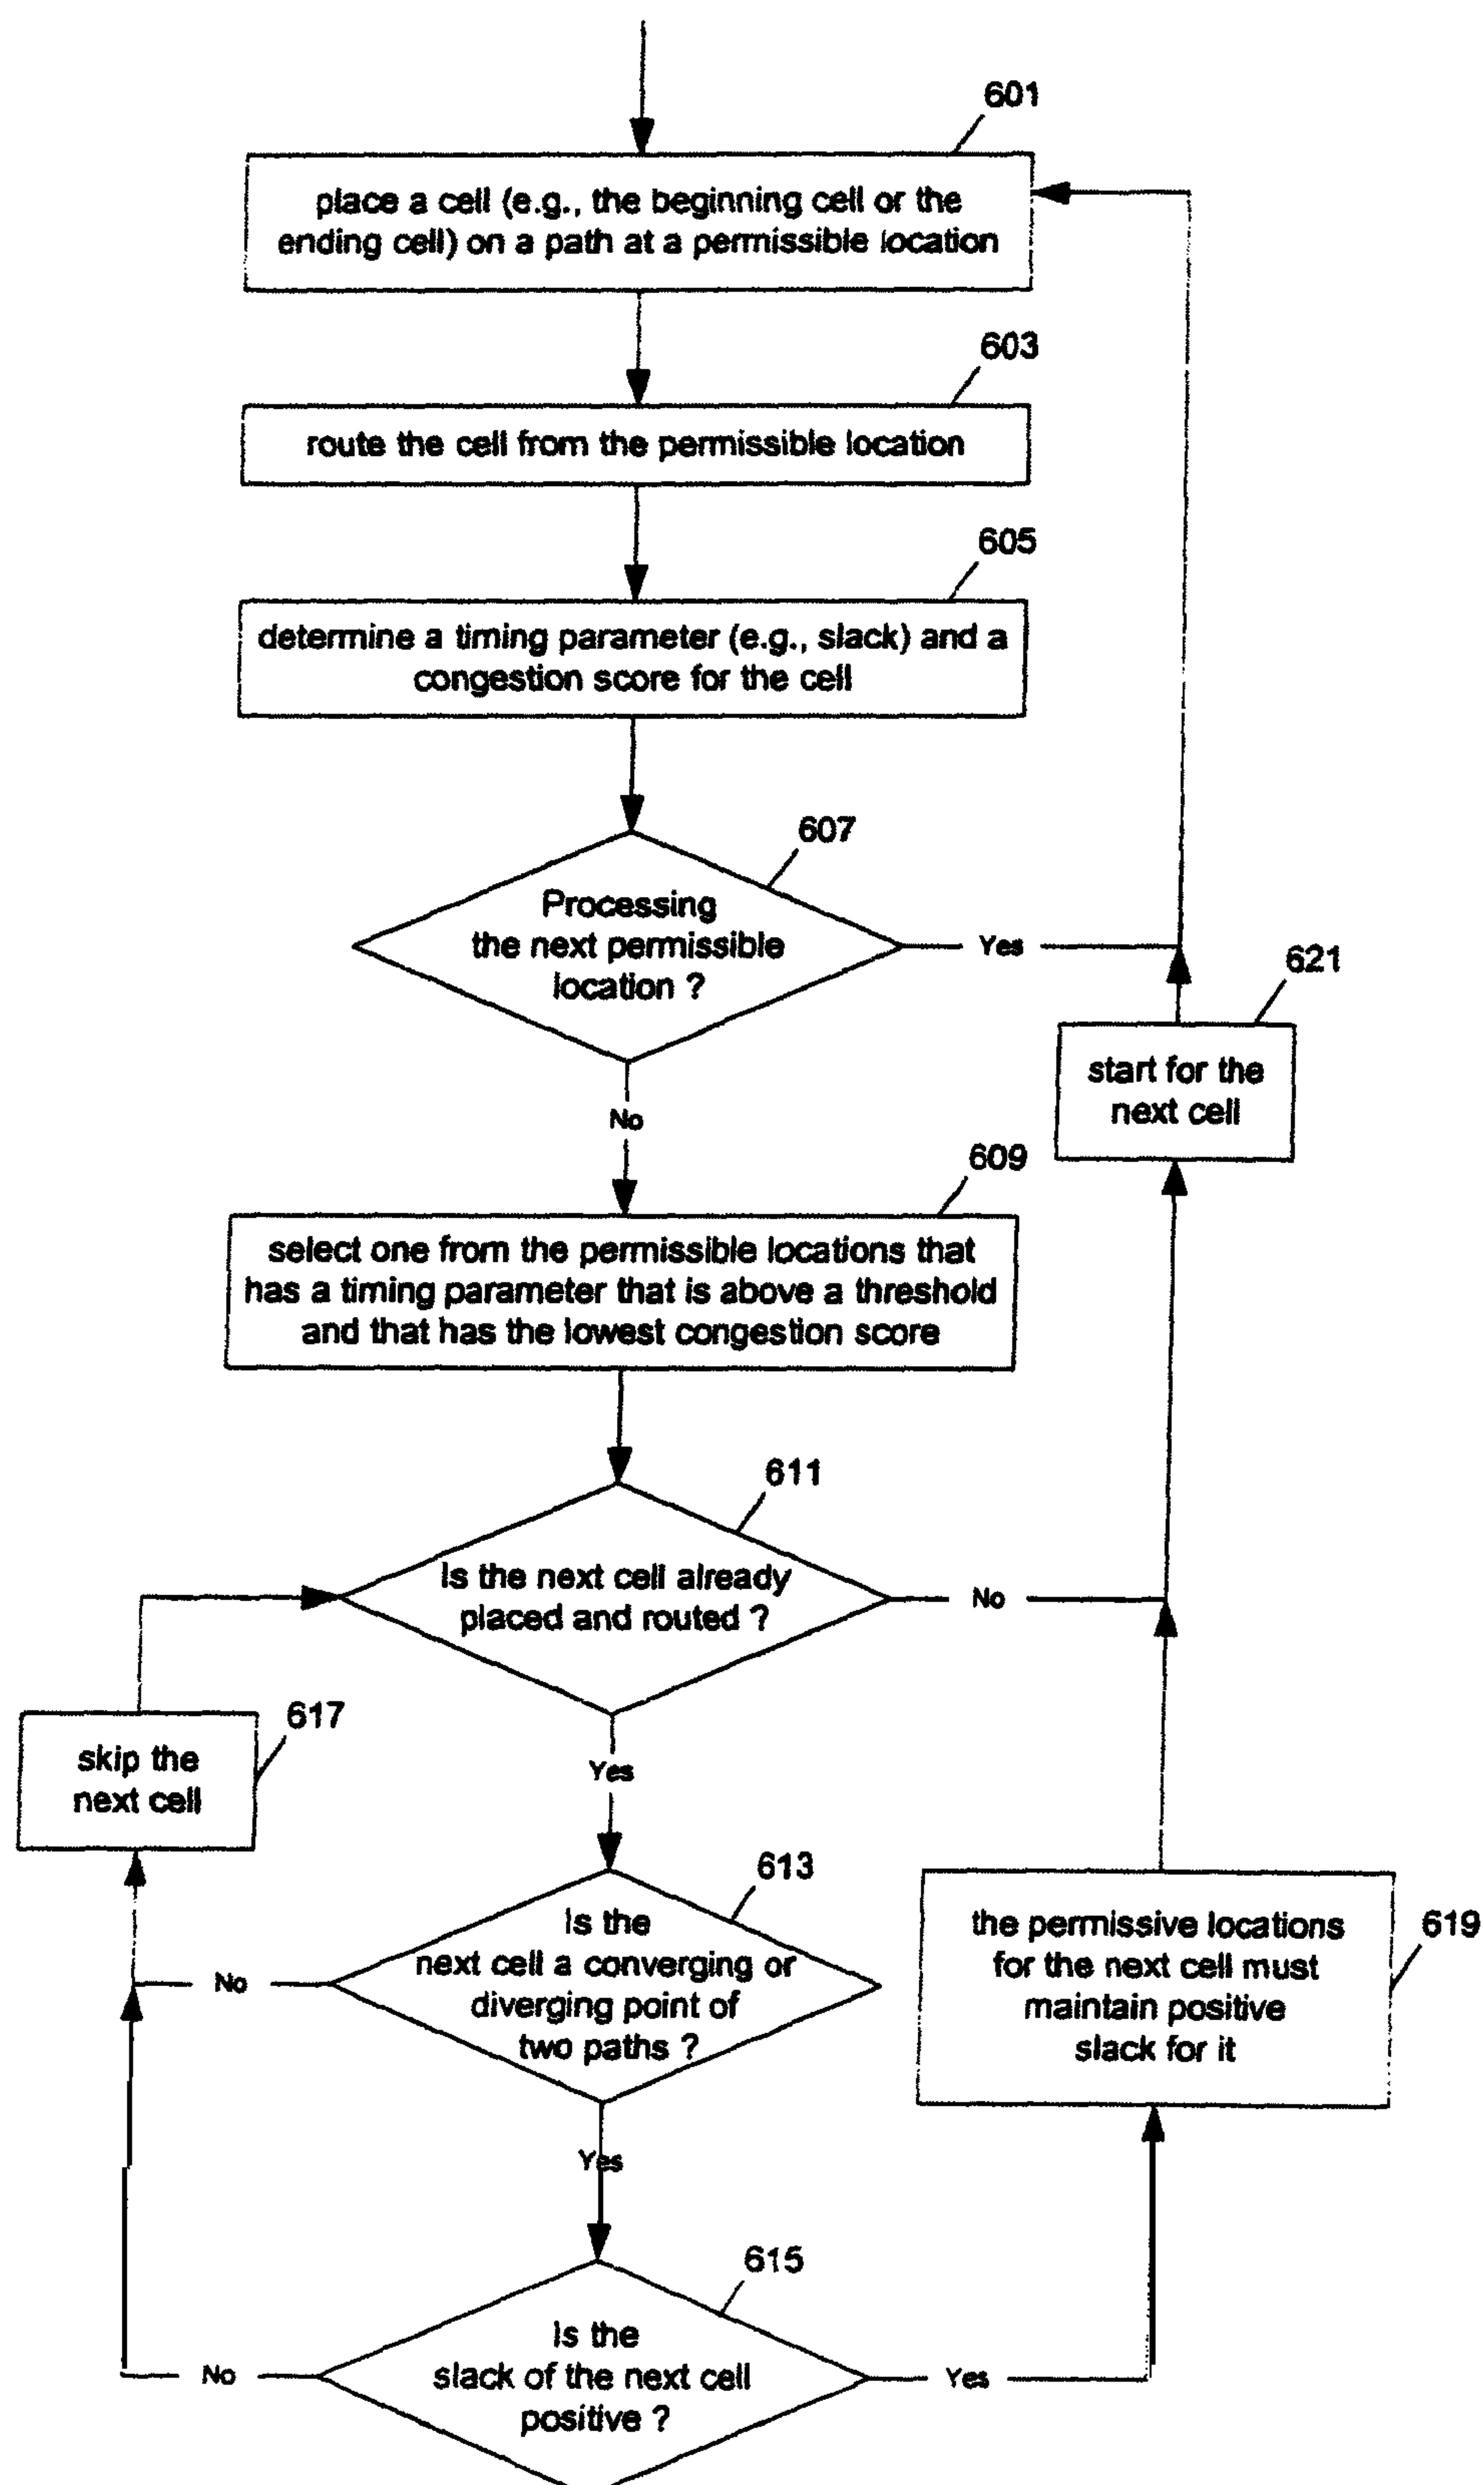 601
place a cell (e.g., the beginning cell or the
ending cell) on a path at a permissible location
603
route the cell from the permissible location
605
determine a timing parameter (e.g., slack) and a
congestion score for the cell
607
Processing
the next permissible
location ?
Yes
621
start for the
next cell
No
609
select one from the permissible locations that
has a timing parameter that is above a threshold
and that has the lowest congestion score
611
Is the next cell already
placed and routed ?
No
617
skip the
next cell
Yes
613
Is the
next cell a converging or
diverging point of
two paths ?
No
619
the permissive locations
for the next cell must
maintain positive
slack for it
Yes
615
Is the
slack of the next cell
positive ?
No
Yes